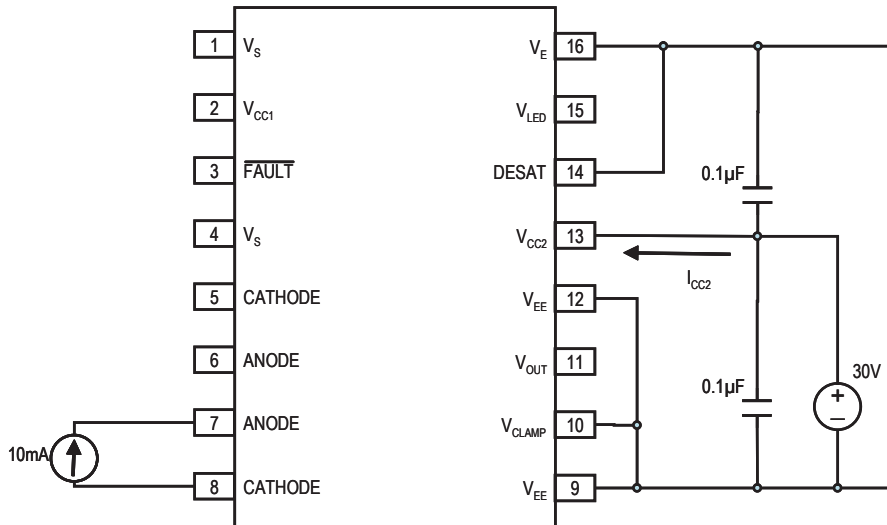 1 V_S
2 V_CC1
3 FAULT
4 V_S
5 CATHODE
6 ANODE
7 ANODE
8 CATHODE
10mA
V_E 16
V_LED 15
DESAT 14
V_CC2 13
V_EE 12
V_OUT 11
V_CLAMP 10
V_EE 9
0.1µF
I_CC2
0.1µF
30V
+
–